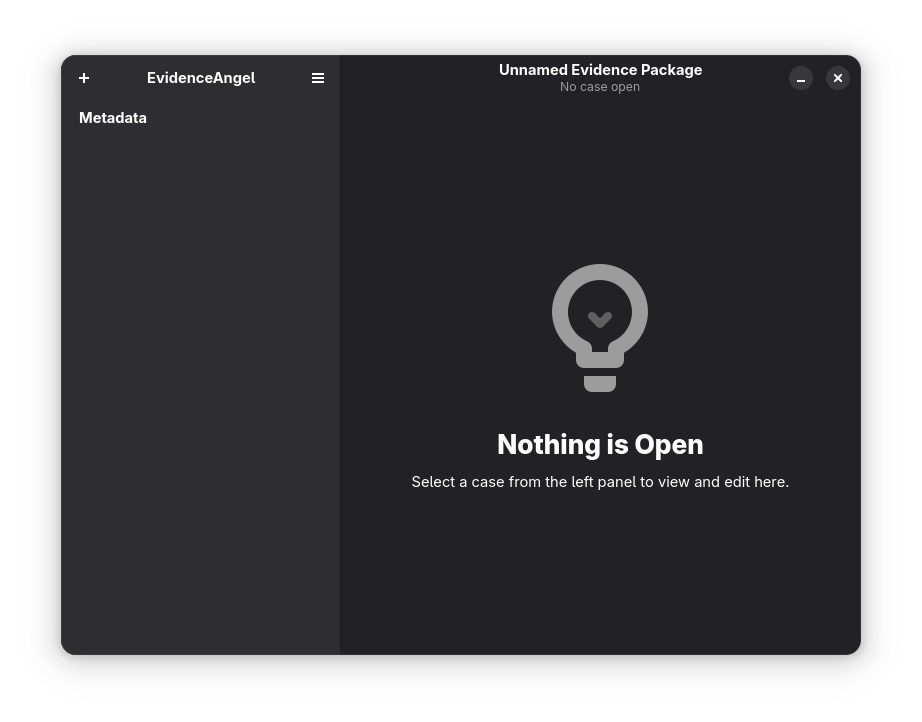 EvidenceAngel
Metadata
Unnamed Evidence Package
No case open
Nothing is Open
Select a case from the left panel to view and edit here.